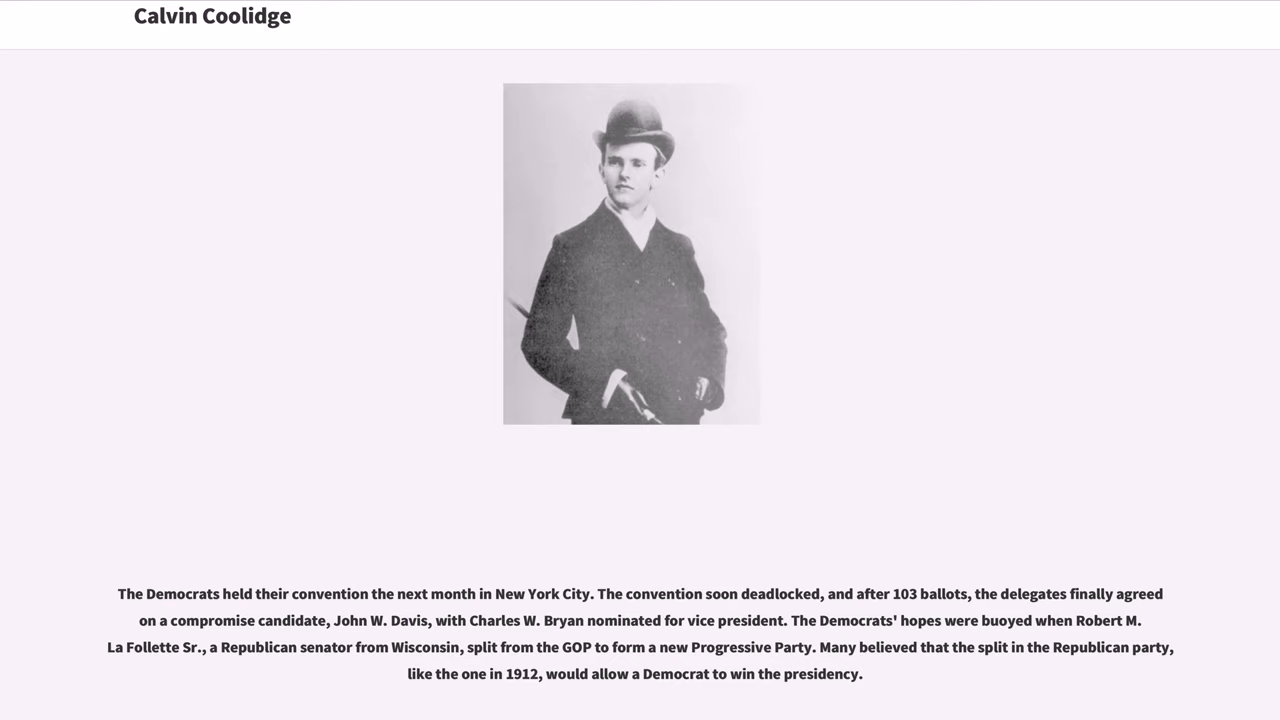 Calvin Coolidge
The Democrats held their convention the next month in New York City. The convention soon deadlocked, and after 103 ballots, the delegates finally agreed
on a compromise candidate, John W. Davis, with Charles W. Bryan nominated for vice president. The Democrats' hopes were buoyed when Robert M.
La Follette Sr., a Republican senator from Wisconsin, split from the GOP to form a new Progressive Party. Many believed that the split in the Republican party,
like the one in 1912, would allow a Democrat to win the presidency.